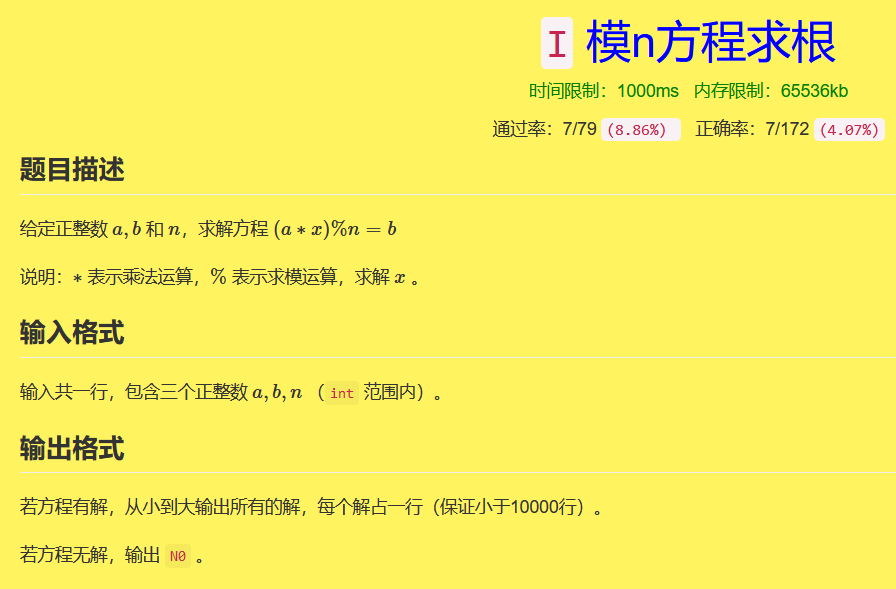 I 模n方程求根
时间限制：1000ms 内存限制：65536kb
通过率：7/79 (8.86%) 正确率：7/172 (4.07%)
题目描述
给定正整数 a, b 和 n，求解方程 (a ∗ x)%n = b
说明：∗ 表示乘法运算，% 表示求模运算，求解 x 。
输入格式
输入共一行，包含三个正整数 a, b, n （int 范围内）。
输出格式
若方程有解，从小到大输出所有的解，每个解占一行（保证小于10000行）。
若方程无解，输出 N0 。